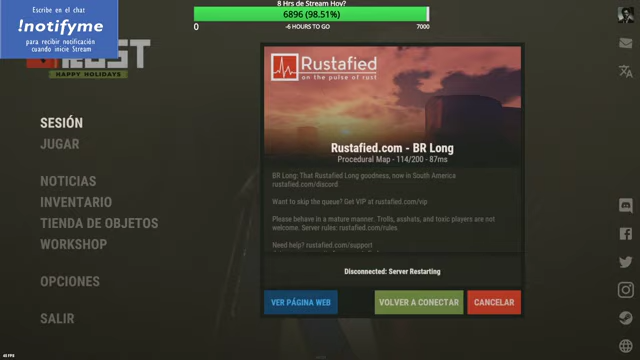 Escribe en el chat
!notifyme
para recibir notificación
cuando inicie Stream
8 Hrs de Stream Hoy?
6896 (98.51%)
0
-6 HOURS TO GO
7000
RUST
HAPPY HOLIDAYS
SESIÓN
JUGAR
NOTICIAS
INVENTARIO
TIENDA DE OBJETOS
WORKSHOP
OPCIONES
SALIR
Rustafied
on the pulse of rust
Rustafied.com - BR Long
Procedural Map - 114/200 - 87ms
BR Long: That Rustafied Long goodness, now in South America
rustafied.com/discord.
Want to skip the queue? Get VIP at rustafied.com/vip
Please behave in a mature manner. Trolls, asshats, and toxic players are not
welcome. Server rules: rustafied.com/rules.
Need help? rustafied.com/support
Disconnected: Server Restarting
VER PÁGINA WEB
VOLVER A CONECTAR
CANCELAR